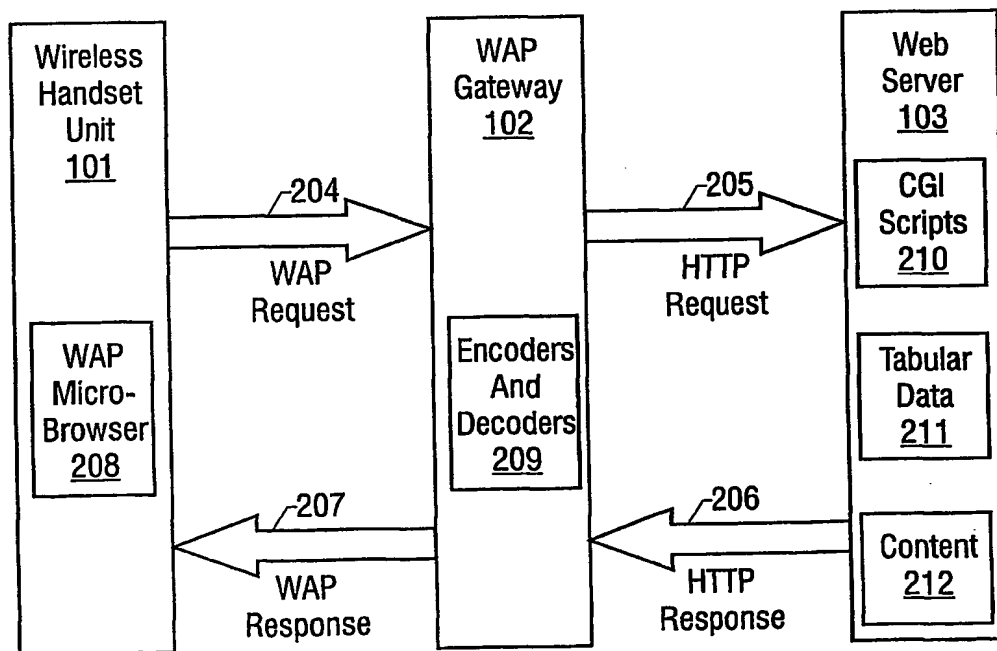 Wireless
Handset
Unit
101
WAP
Micro-
Browser
208
204
WAP
Request
207
WAP
Response
WAP
Gateway
102
Encoders
And
Decoders
209
205
HTTP
Request
206
HTTP
Response
Web
Server
103
CGI
Scripts
210
Tabular
Data
211
Content
212